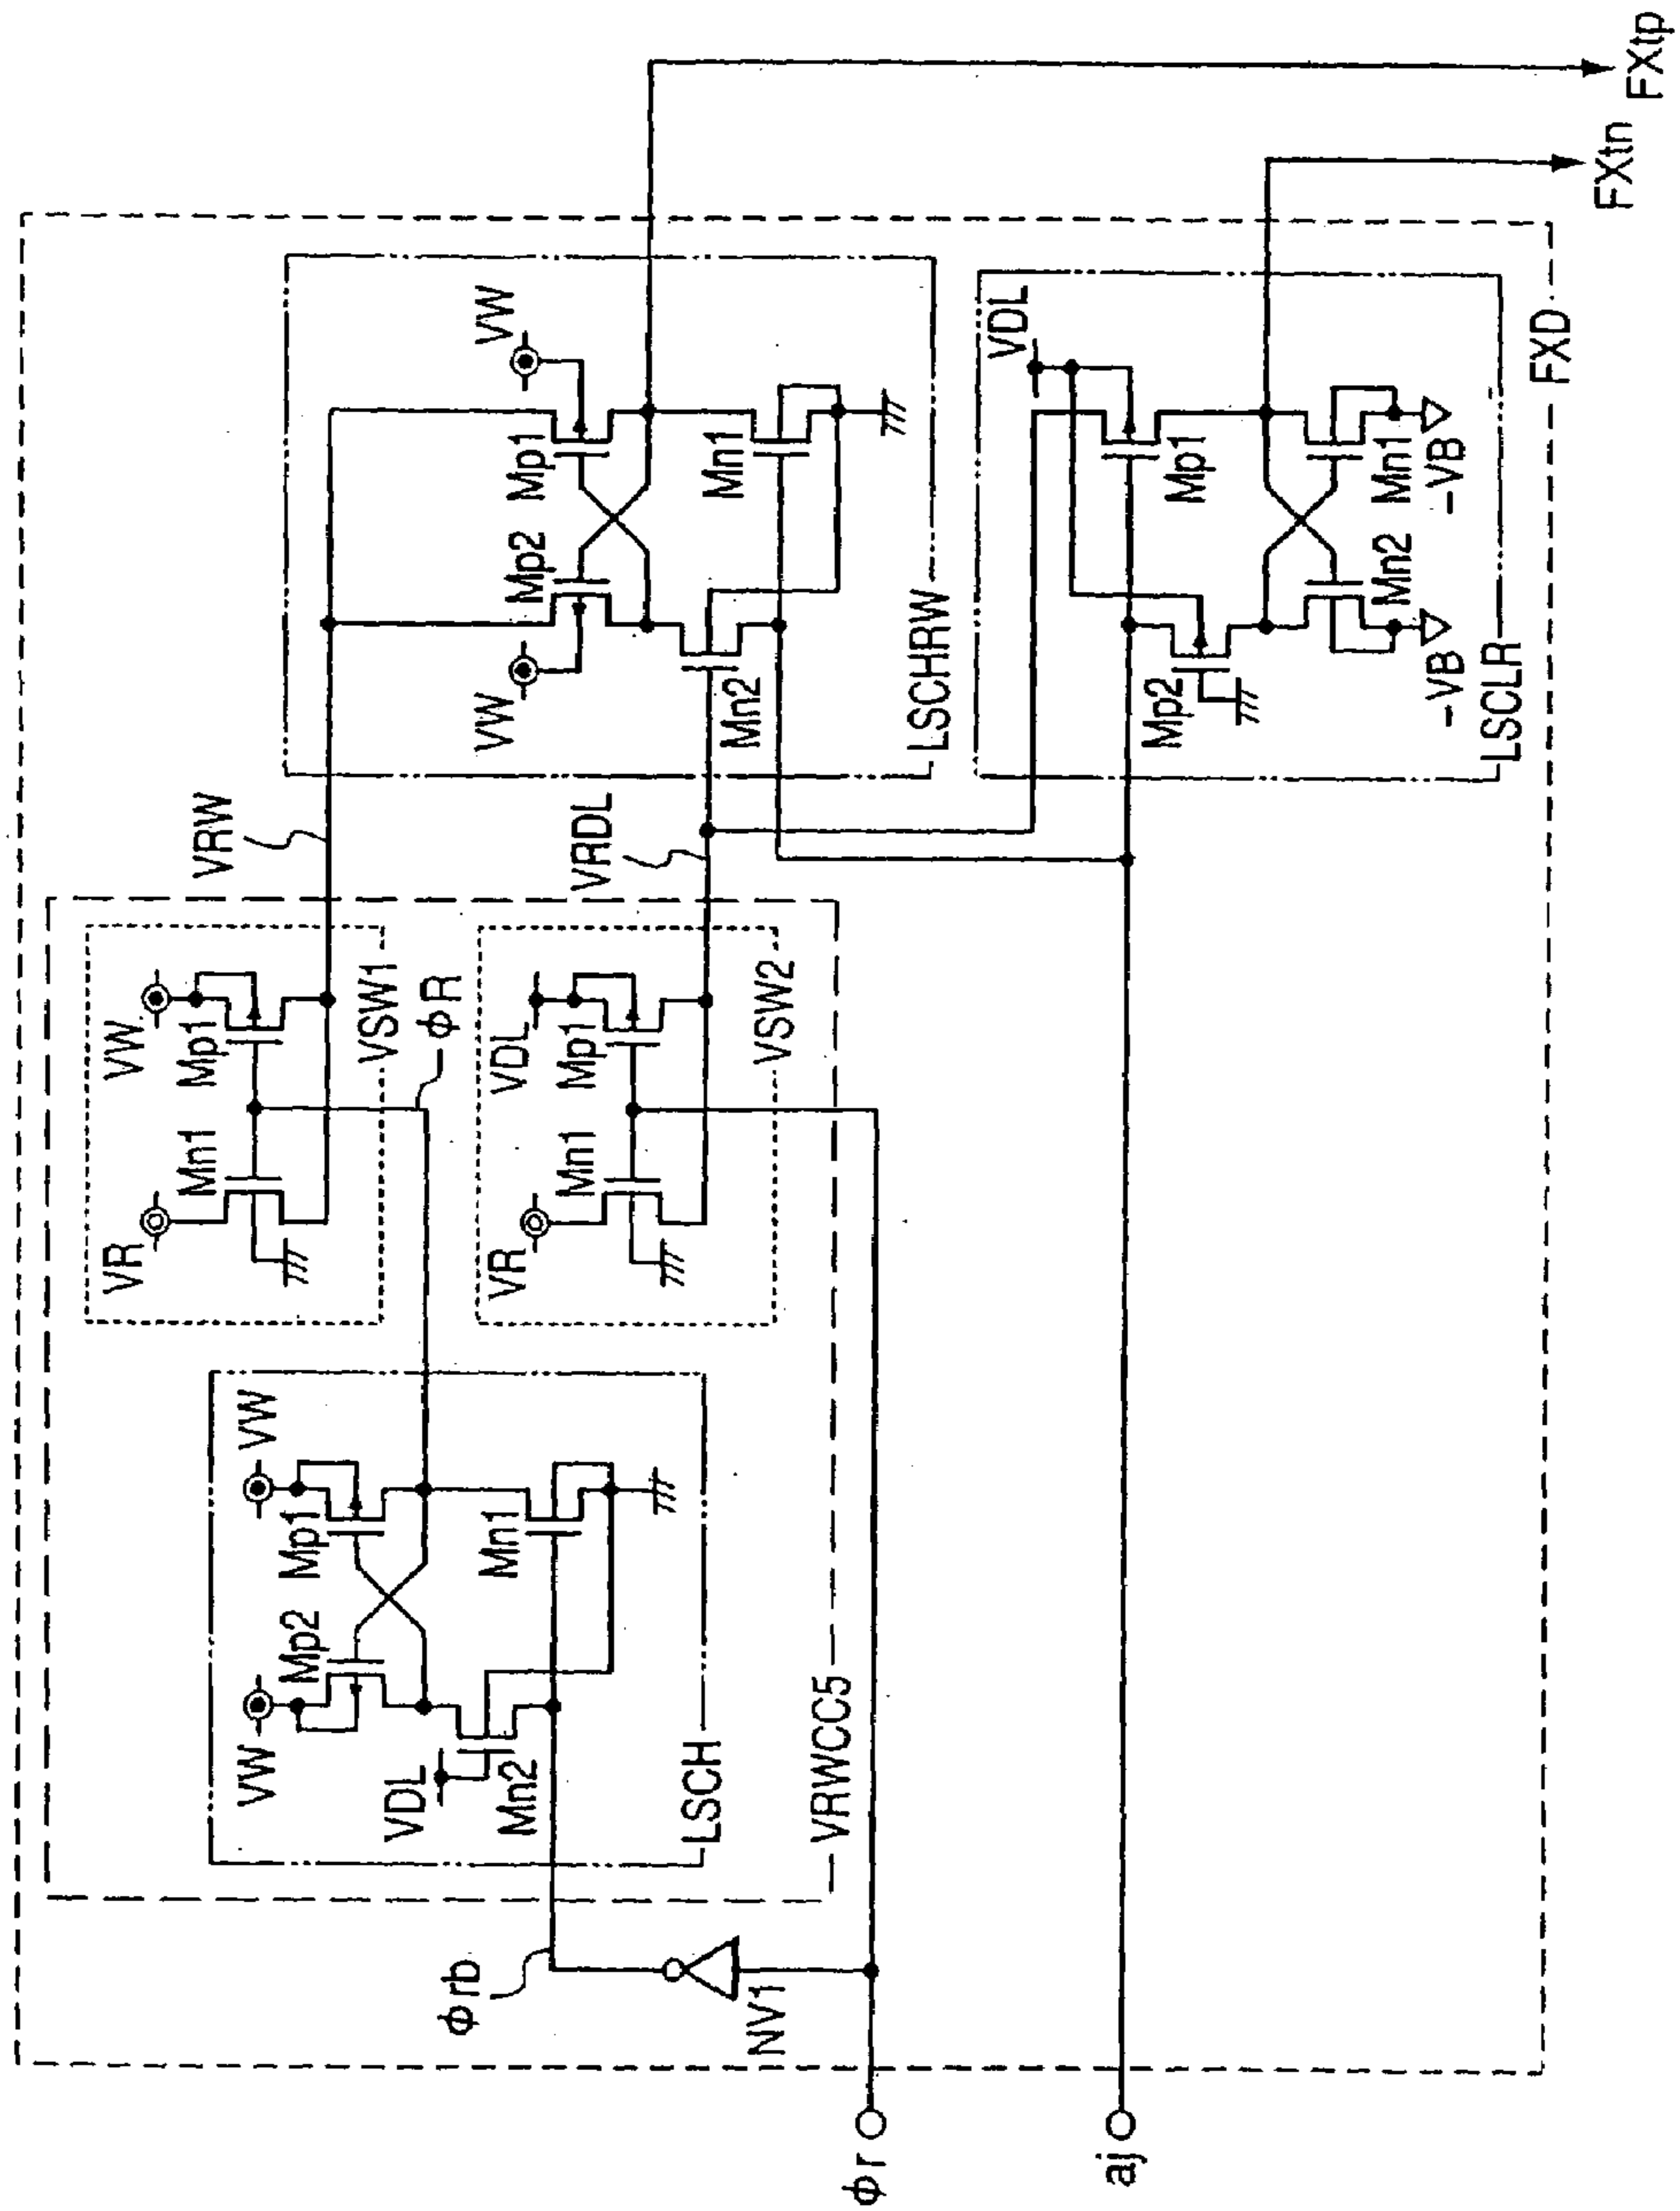 VRW
VRDL
VR
Mn1
VW
Mp1
VSW1
φR
VR
Mn1
VDL
Mp1
VSW2
VW
Mp2
VW
Mp1
VDL
Mn2
Mn1
LSCH
VRWCC5
φrb
NV1
φr
aj
VW
Mp2
VW
Mp1
Mn2
Mn1
LSCHRW
VDL
Mp2
Mp1
Mn2
Mn1
-VB
-VB
LSCLR
FXD
FXtn
FXtp